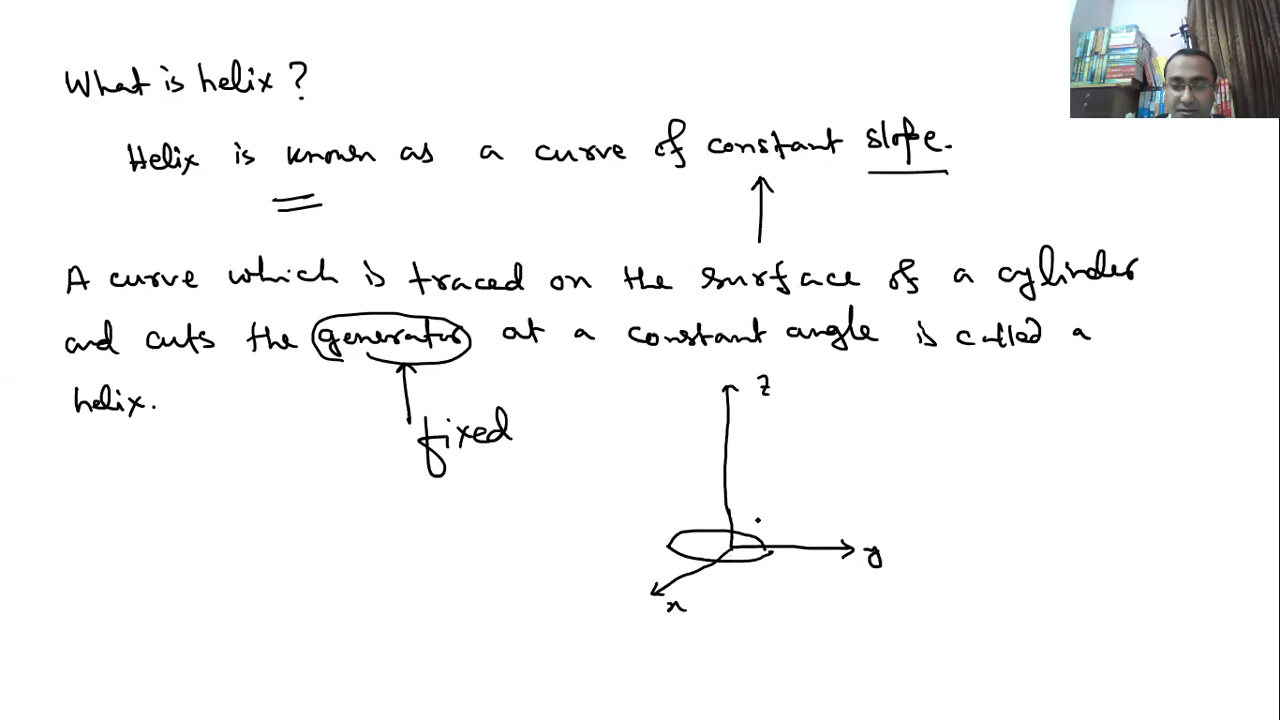 What is helix?
Helix is known as a curve of constant slope.
A curve which is traced on the surface of a cylinder
and cuts the generator at a constant angle is called a
helix.
fixed
z
y
x